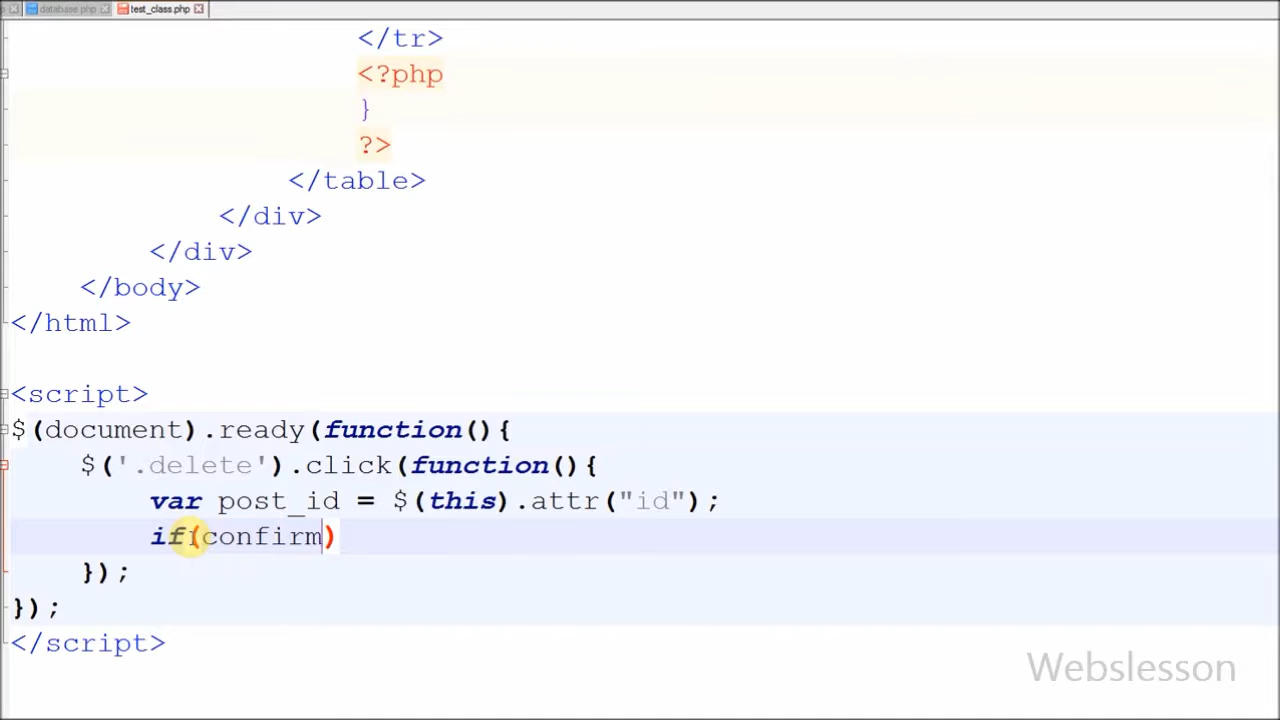 database.php test_class.php
</tr>
<?php
}
?>
</table>
</div>
</div>
</body>
</html>
<script>
$(document).ready(function(){
$('.delete').click(function(){
var post_id = $(this).attr("id");
if(confirm)
});
});
</script>
Webslesson